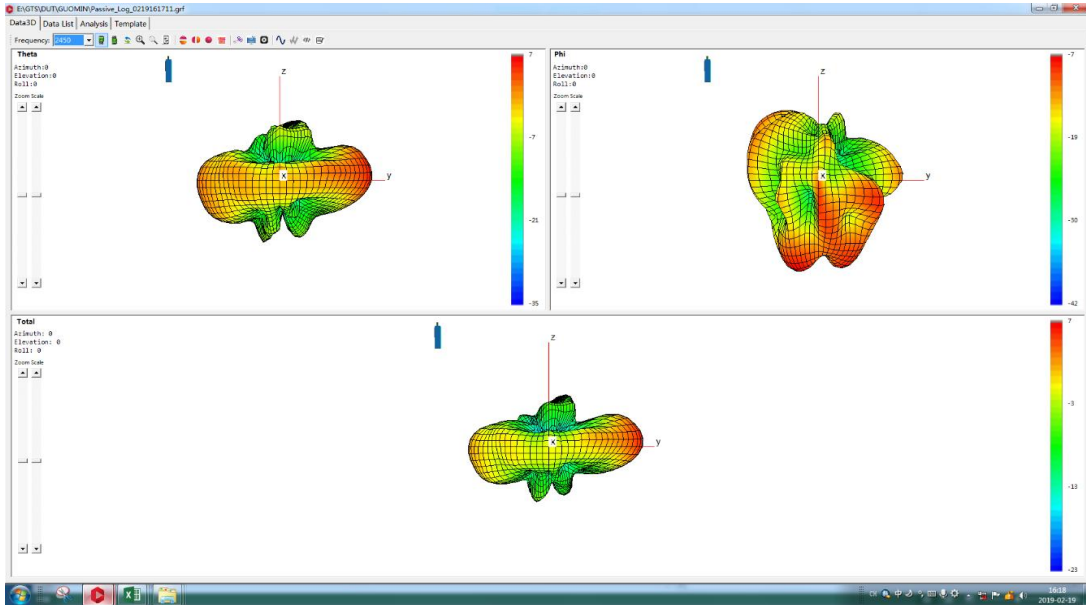 E:\GTS\DUT\GUOMIN\Passive_Log_0219161711.grf
Data3D Data List Analysis Template
Frequency: 2450
Theta
Azimuth:0
Elevation:0
Roll:0
Zoom Scale
z
y
x
7
-7
-21
-35
Phi
Azimuth:0
Elevation:0
Roll:0
Zoom Scale
z
y
x
-7
-19
-30
-42
Total
Azimuth: 0
Elevation: 0
Roll: 0
Zoom Scale
z
y
x
7
-3
-13
-23
CH
中
16:18
2019-02-19